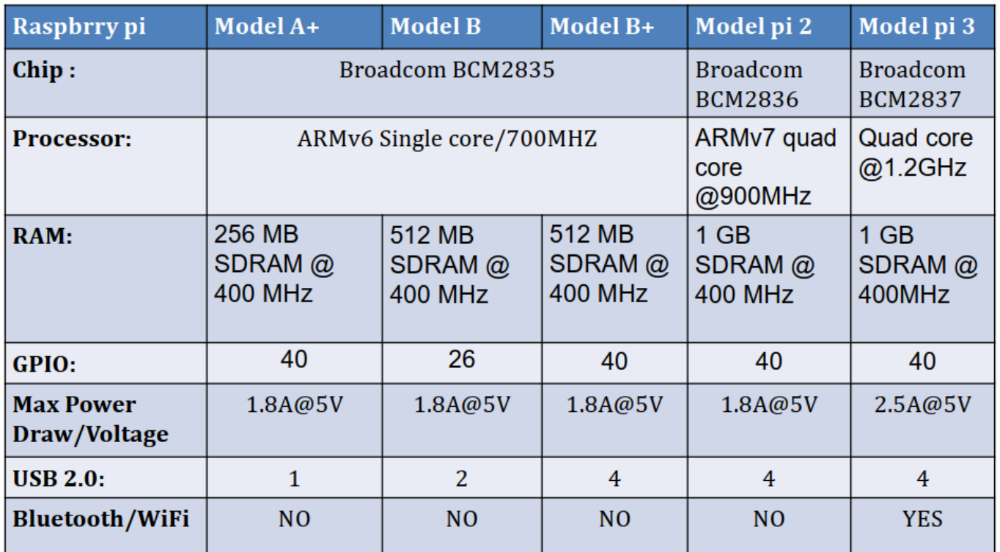 Raspbrry pi Model A+ Model B Model B+ Model pi 2 Model pi 3
Chip : Broadcom BCM2835 Broadcom Broadcom
BCM2836 BCM2837
Processor: ARMv6 Single core/700MHZ ARMv7 quad Quad core
core @1.2GHz
@900MHz
RAM: 256 MB 512 MB 512 MB 1 GB 1 GB
SDRAM @ SDRAM @ SDRAM @ SDRAM @ SDRAM @
400 MHz 400 MHz 400 MHz 400 MHz 400MHz
GPIO: 40 26 40 40 40
Max Power 1.8A@5V 1.8A@5V 1.8A@5V 1.8A@5V 2.5A@5V
Draw/Voltage
USB 2.0: 1 2 4 4 4
Bluetooth/WiFi NO NO NO NO YES